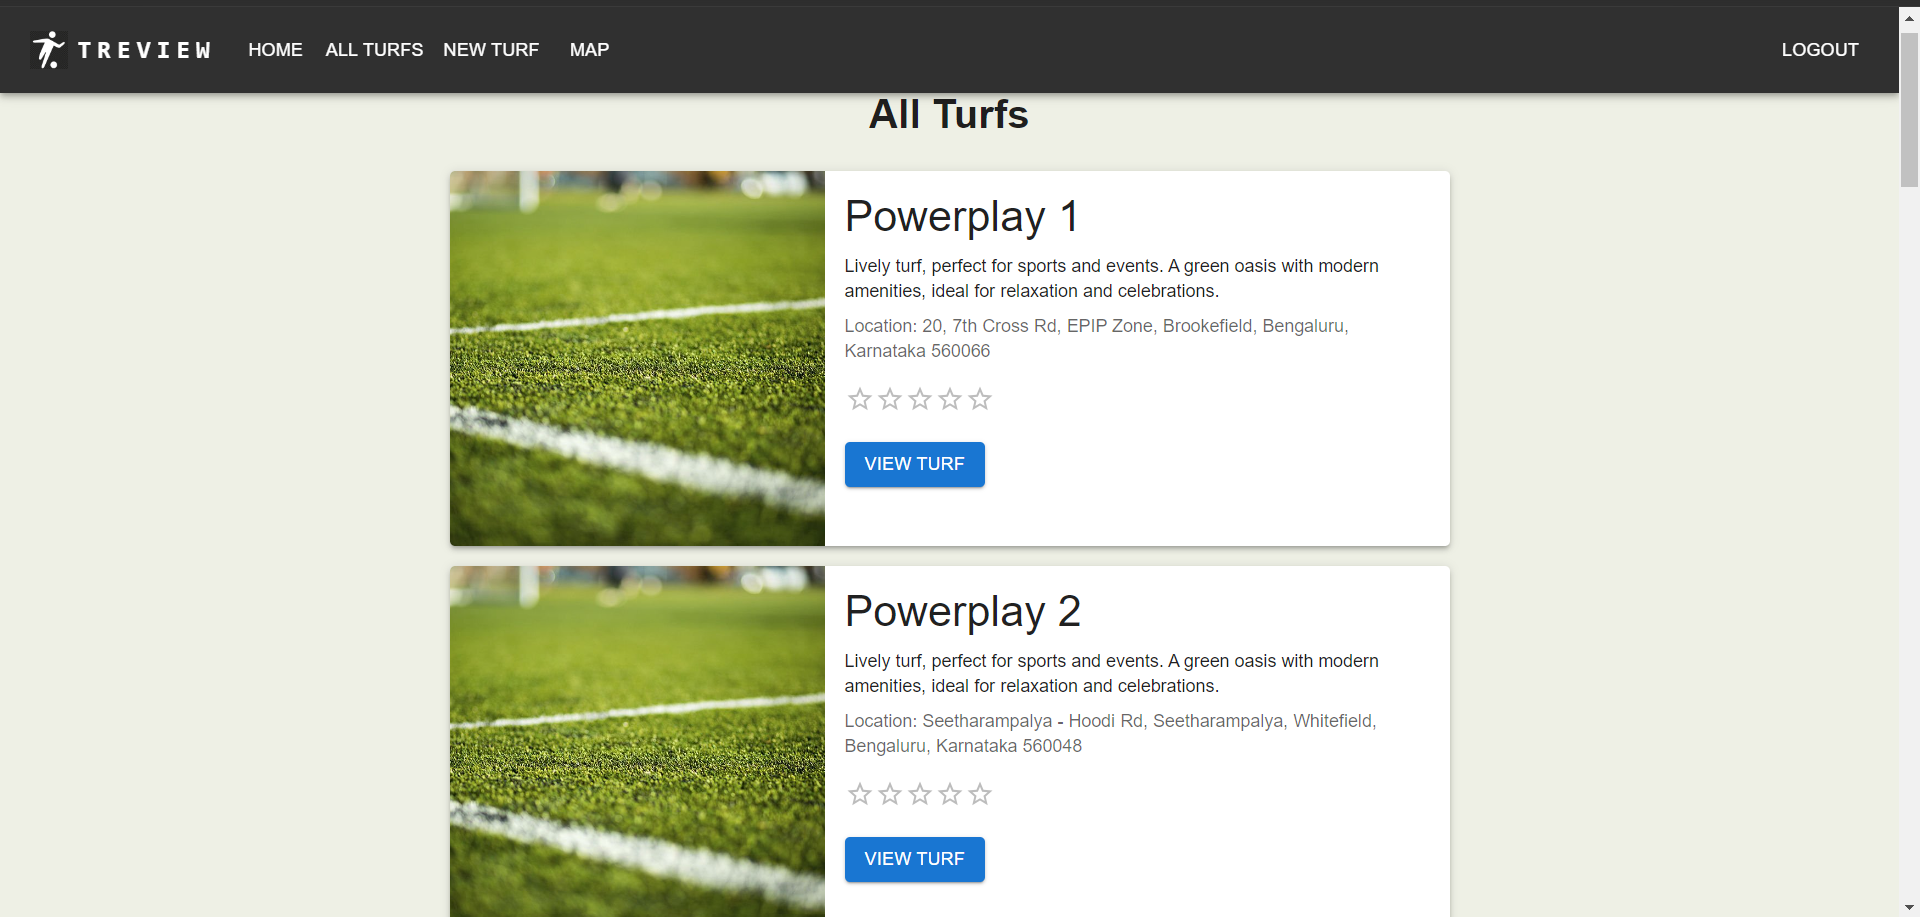 TREVIEW HOME ALL TURFS NEW TURF MAP LOGOUT
All Turfs
Powerplay 1
Lively turf, perfect for sports and events. A green oasis with modern
amenities, ideal for relaxation and celebrations.
Location: 20, 7th Cross Rd, EPIP Zone, Brookefield, Bengaluru,
Karnataka 560066
VIEW TURF
Powerplay 2
Lively turf, perfect for sports and events. A green oasis with modern
amenities, ideal for relaxation and celebrations.
Location: Seetharampalya - Hoodi Rd, Seetharampalya, Whitefield,
Bengaluru, Karnataka 560048
VIEW TURF